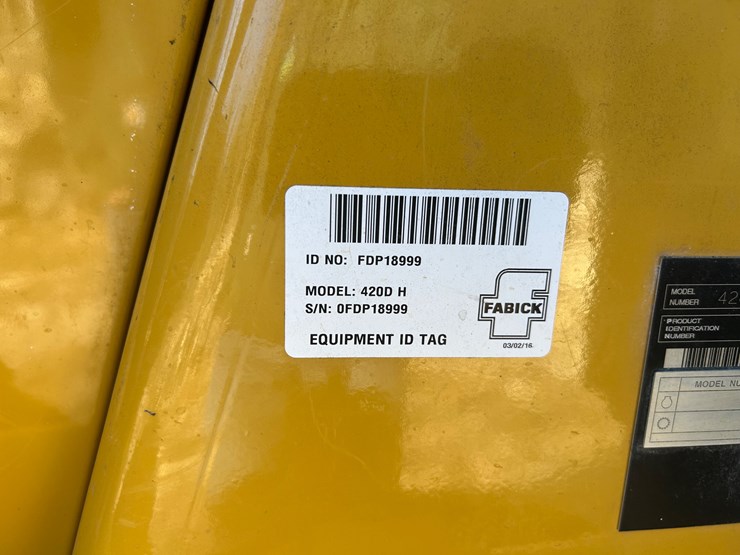 ID NO: FDP18999
MODEL: 420D H
S/N: 0FDP18999
FABICK
EQUIPMENT ID TAG
03/02/16
MODEL
NUMBER 42
PRODUCT
IDENTIFICATION
NUMBER
MODEL NU